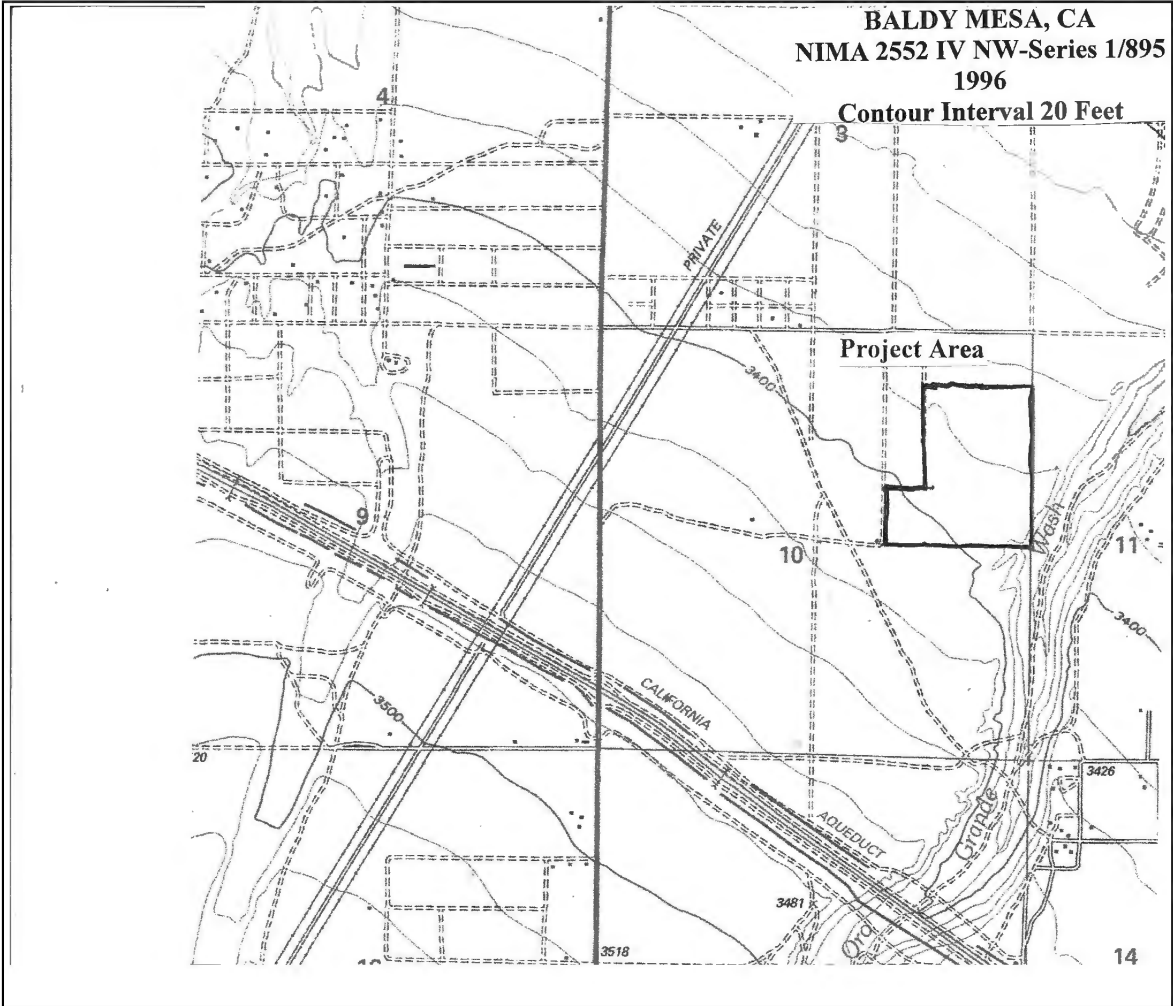 BALDY MESA, CA
NIMA 2552 IV NW-Series 1/895
1996
Contour Interval 20 Feet
4
3
PRIVATE
Project Area
3400
9
10
Wash
11
3400
CALIFORNIA
3500
20
3426
AQUEDUCT
Grande
3481
Oro
3518
14